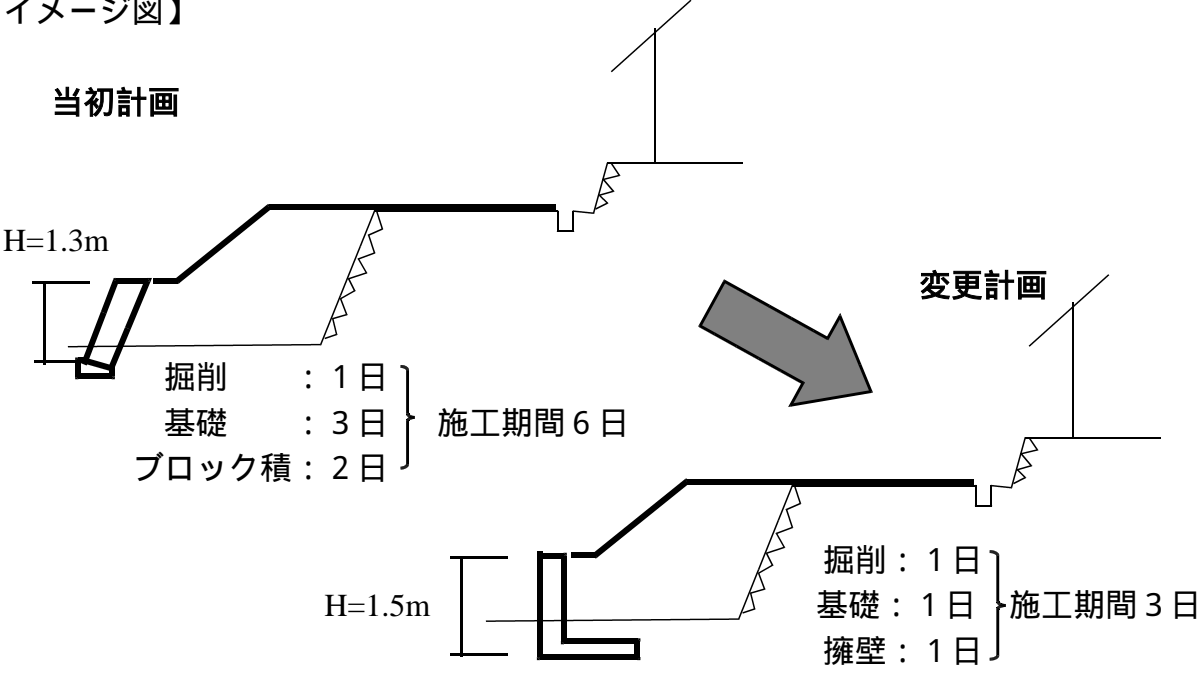 イメージ図】
当初計画
H=1.3m
掘削 : 1日
基礎 : 3日
ブロック積: 2日
施工期間6日
変更計画
H=1.5m
掘削: 1日
基礎: 1日
擁壁: 1日
施工期間3日